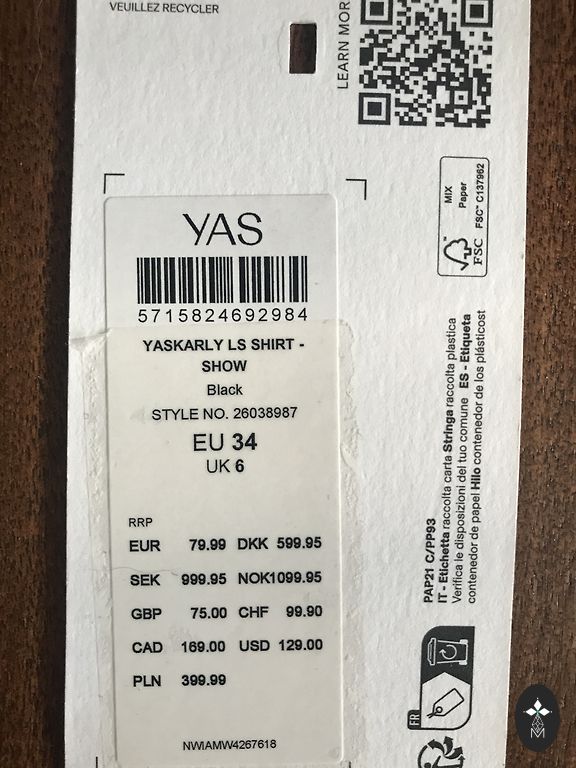 VEUILLEZ RECYCLER
LEARN MOR
YAS
5715824692984
YASKARLY LS SHIRT -
SHOW
Black
STYLE NO. 26038987
EU 34
UK 6
RRP
EUR 79.99 DKK 599.95
SEK 999.95 NOK1099.95
GBP 75.00 CHF 99.90
CAD 169.00 USD 129.00
PLN 399.99
NWIAMW4267618
MIX
Paper
FSC™ C137962
FSC
PAP21 C/PP93
IT - Etichetta raccolta carta Stringa raccolta plastica
Verifica le disposizioni del tuo comune ES - Etiqueta
contenedor de papel Hilo contenedor de los plásticost
FR
M